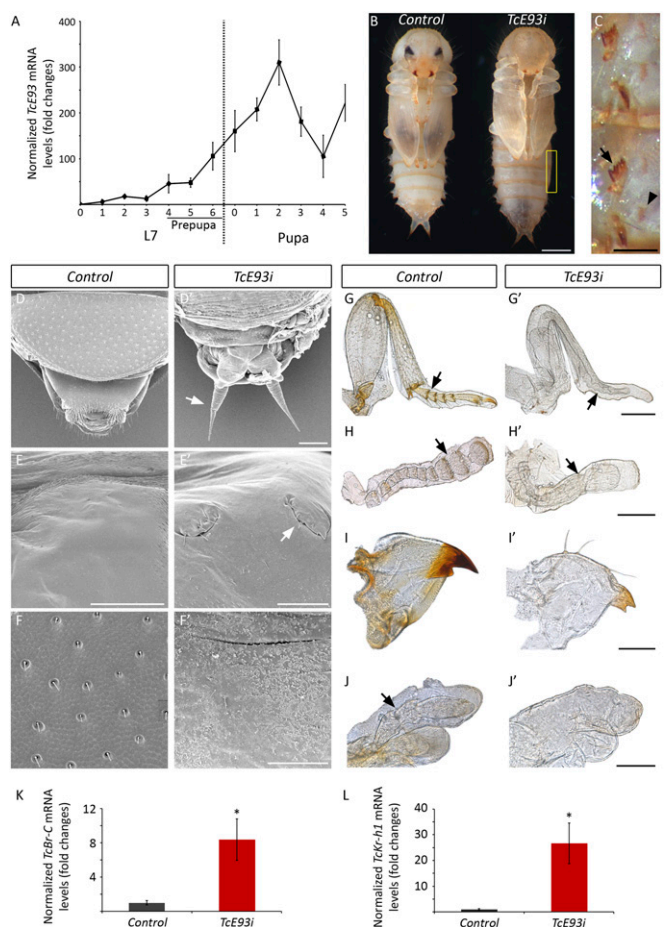 A
Normalized TcE93 mRNA
levels (fold changes)
400
300
200
100
0 1 2 3 4 5 6 0 1 2 3 4 5
Prepupa
L7
Pupa
B
Control
TcE93i
C
Control
TcE93i
Control
TcE93i
D
D'
E
E'
F
F'
G
G'
H
H'
I
I'
J
J'
K
Normalized TcBr-C mRNA
levels (fold changes)
12
8
4
*
Control
TcE93i
L
Normalized TcKr-h1 mRNA
levels (fold changes)
40
30
20
10
*
Control
TcE93i